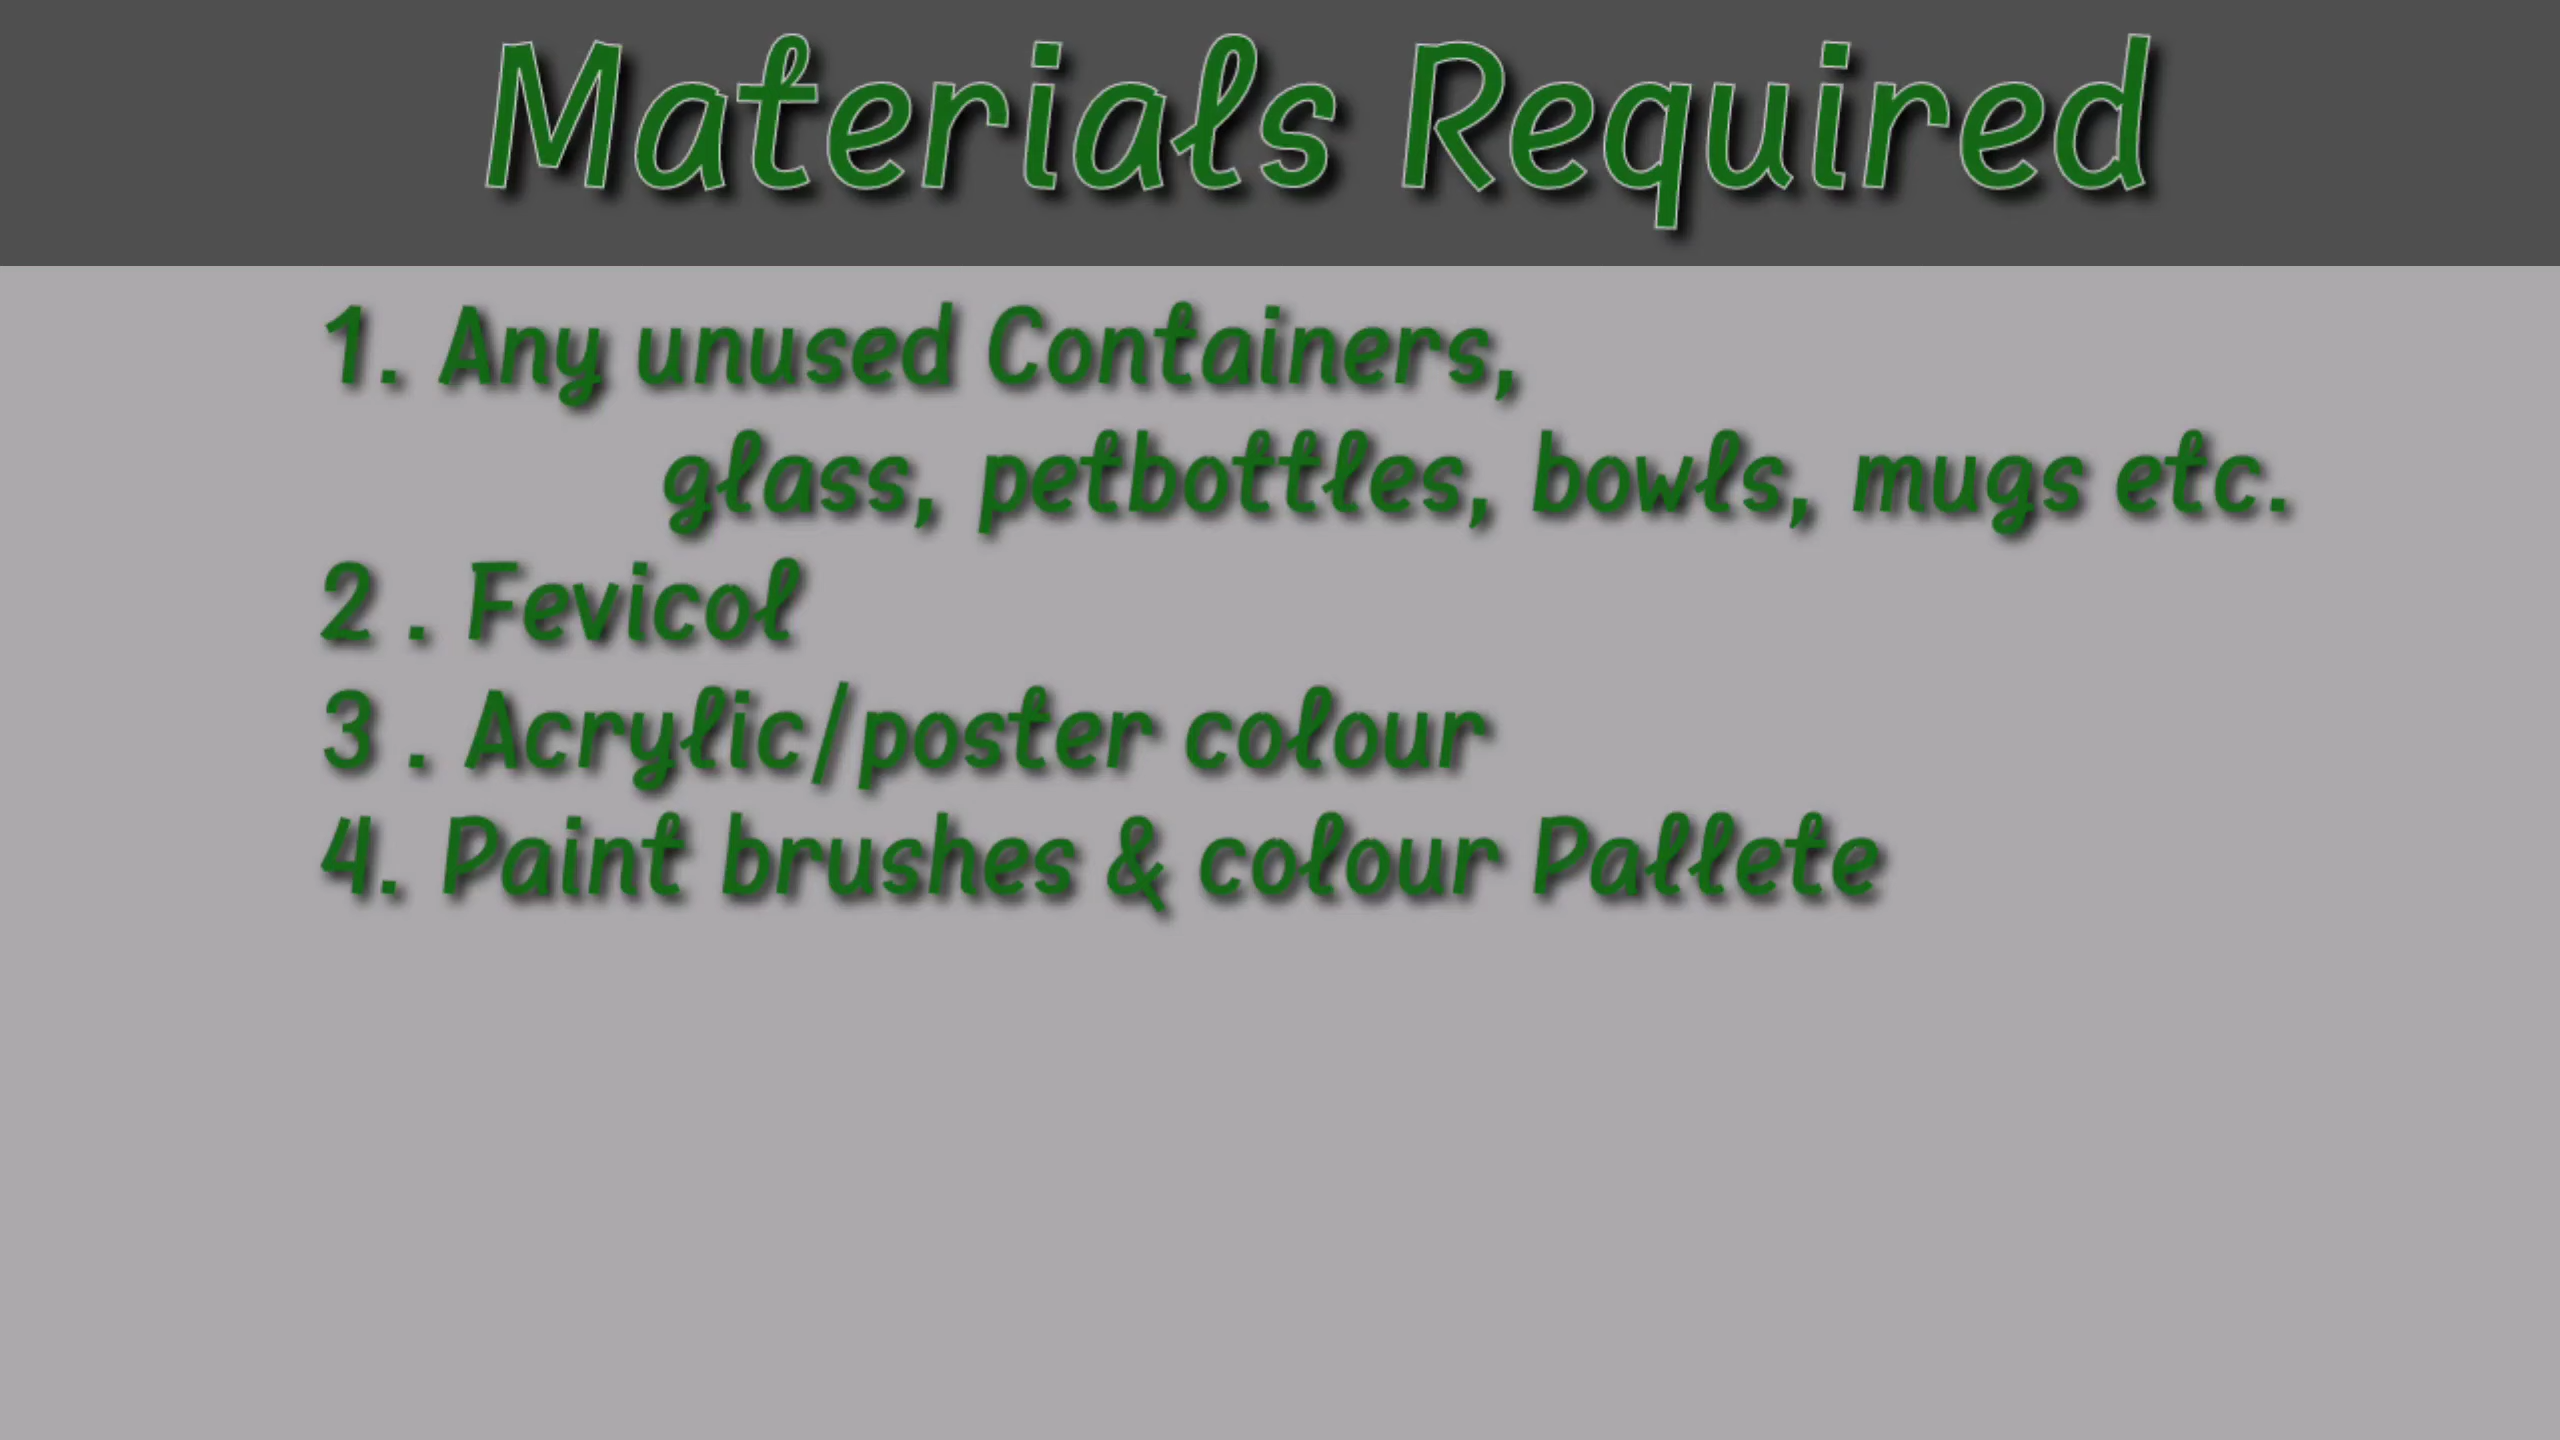 Materials Required
1. Any unused Containers,
glass, petbottles, bowls, mugs etc.
2 . Fevicol
3 . Acrylic/poster colour
4. Paint brushes & colour Pallete